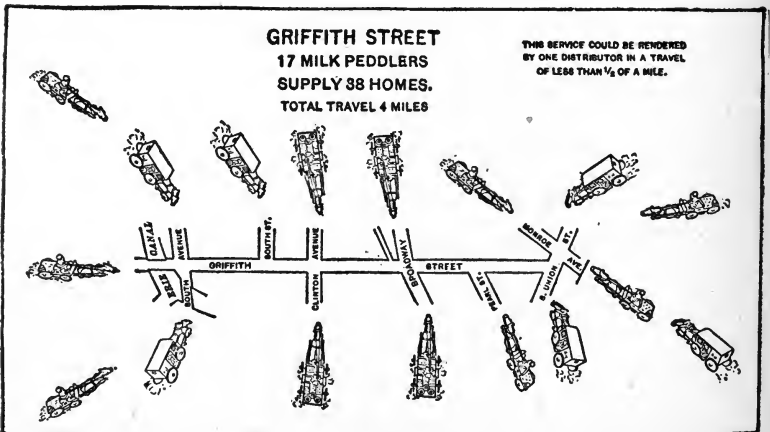 GRIFFITH STREET
17 MILK PEDDLERS
SUPPLY 38 HOMES.
TOTAL TRAVEL 4 MILES
THIS SERVICE COULD BE RENDERED
BY ONE DISTRIBUTOR IN A TRAVEL
OF LESS THAN 1/2 OF A MILE.
CANAL
AVENUE
SOUTH ST.
AVENUE
BROADWAY
MONROE
ST.
GRIFFITH
STREET
AVE.
ERIE
SOUTH
CLINTON
PEARL ST.
S. UNION